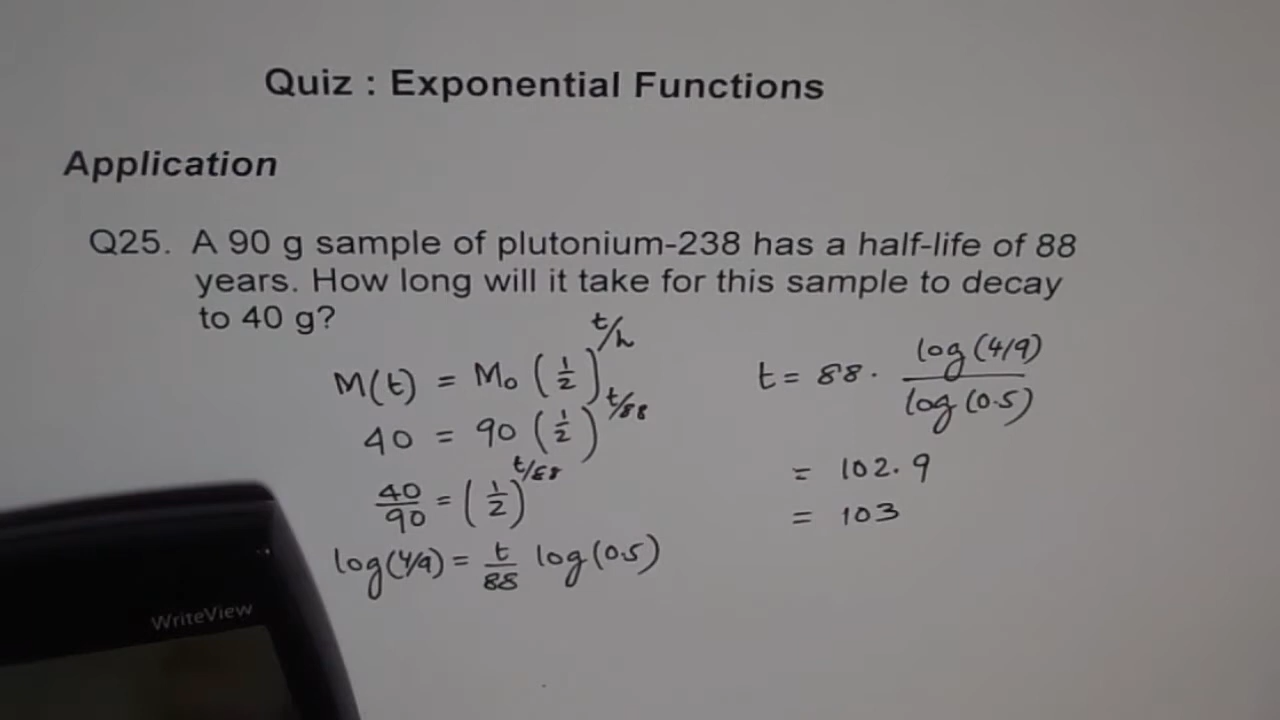 Quiz : Exponential Functions
Application
Q25. A 90 g sample of plutonium-238 has a half-life of 88
years. How long will it take for this sample to decay
to 40 g?
M(t) = M₀ (1/2)^(t/h)
40 = 90 (1/2)^(t/88)
40/90 = (1/2)^(t/88)
log(4/9) = t/88 log(0.5)
t = 88 · log(4/9) / log(0.5)
= 102.9
= 103
WriteView